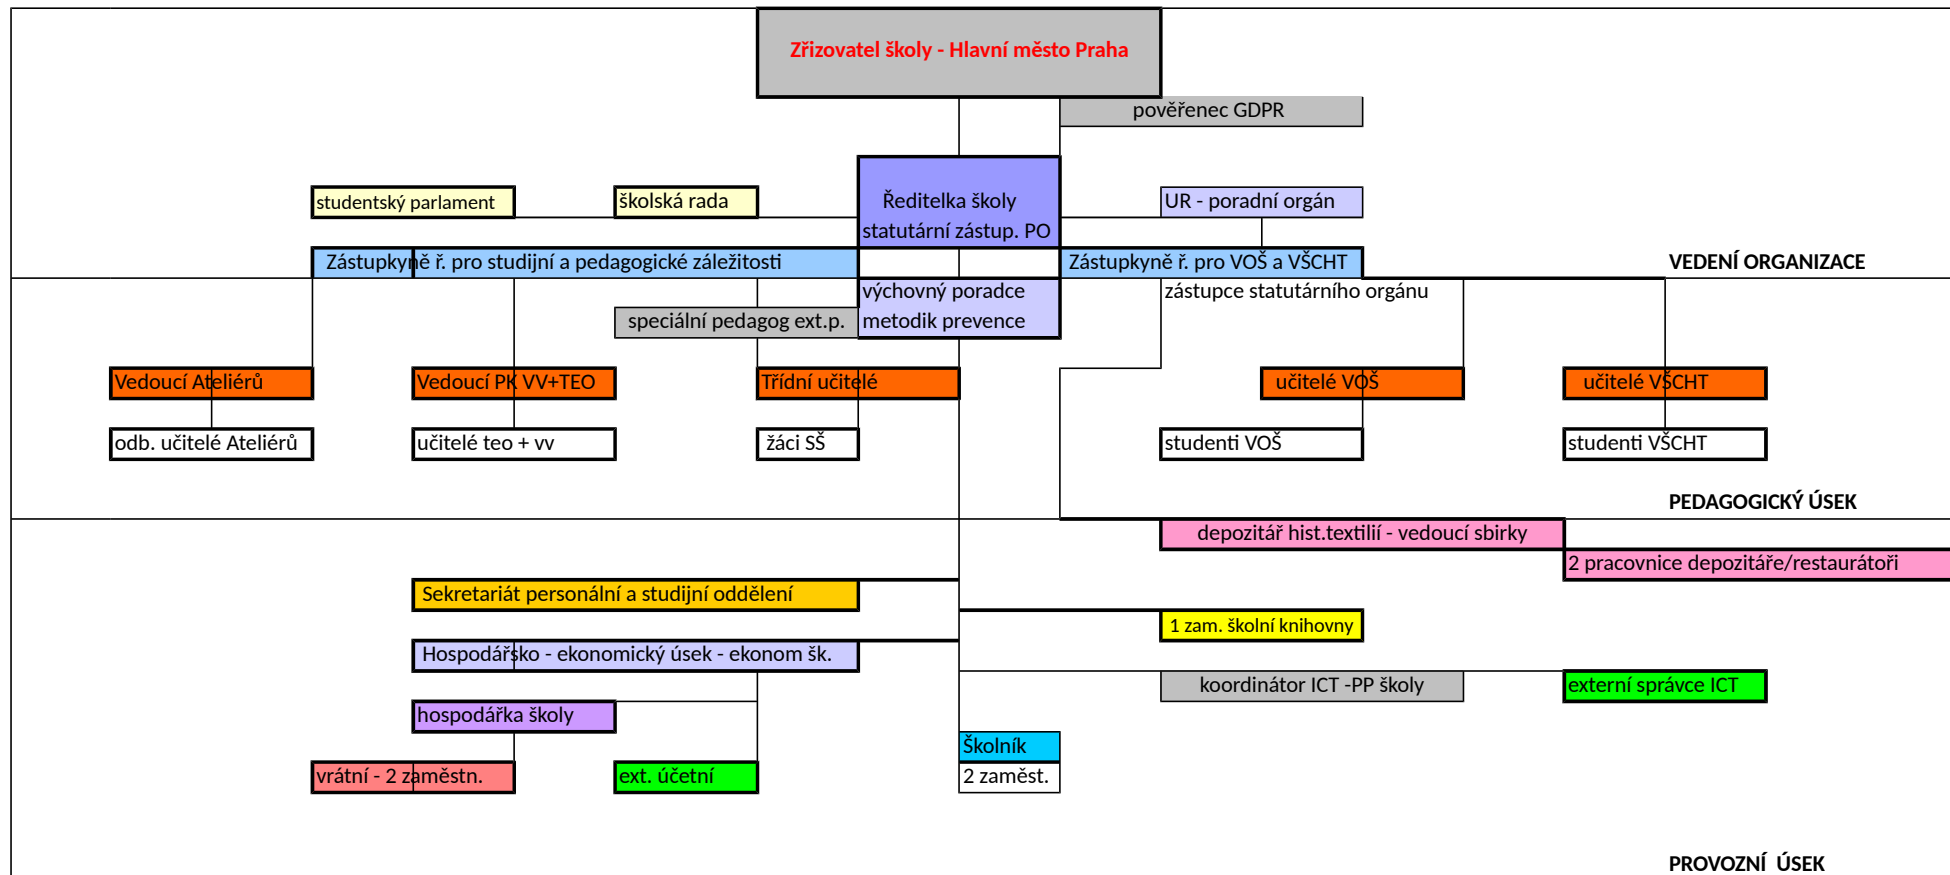 Zřizovatel školy - Hlavní město Praha
pověřenec GDPR
studentský parlament
školská rada
Ředitelka školy
statutární zástup. PO
UR - poradní orgán
Zástupkyně ř. pro studijní a pedagogické záležitosti
Zástupkyně ř. pro VOŠ a VŠCHT
VEDENÍ ORGANIZACE
výchovný poradce
zástupce statutárního orgánu
speciální pedagog ext.p.
metodik prevence
Vedoucí Ateliérů
Vedoucí PK VV+TEO
Třídní učitelé
učitelé VOŠ
učitelé VŠCHT
odb. učitelé Ateliérů
učitelé teo + vv
žáci SŠ
studenti VOŠ
studenti VŠCHT
PEDAGOGICKÝ ÚSEK
depozitář hist.textilií - vedoucí sbirky
2 pracovnice depozitáře/restaurátoři
Sekretariát personální a studijní oddělení
1 zam. školní knihovny
Hospodářsko - ekonomický úsek - ekonom šk.
koordinátor ICT -PP školy
externí správce ICT
hospodářka školy
Školník
vrátní - 2 zaměstn.
ext. účetní
2 zaměst.
PROVOZNÍ  ÚSEK